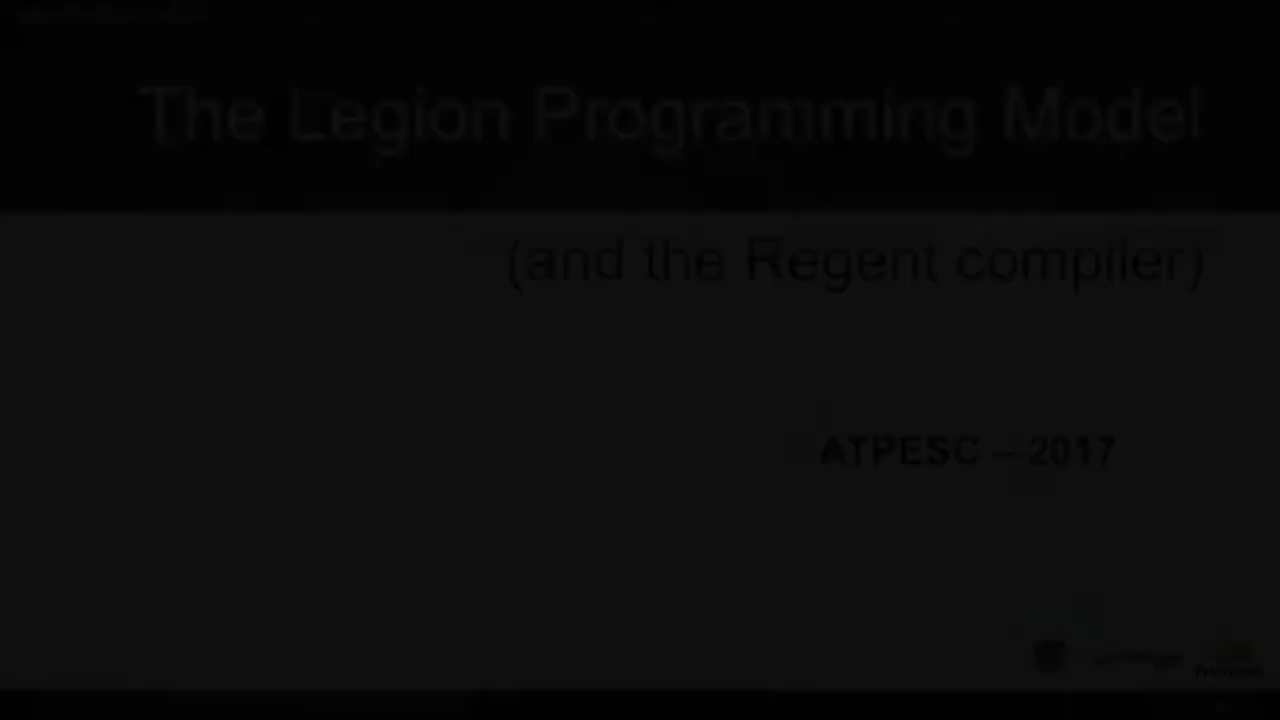 The Legion Programming Model
(and the Regent compiler)
ATPESC – 2017